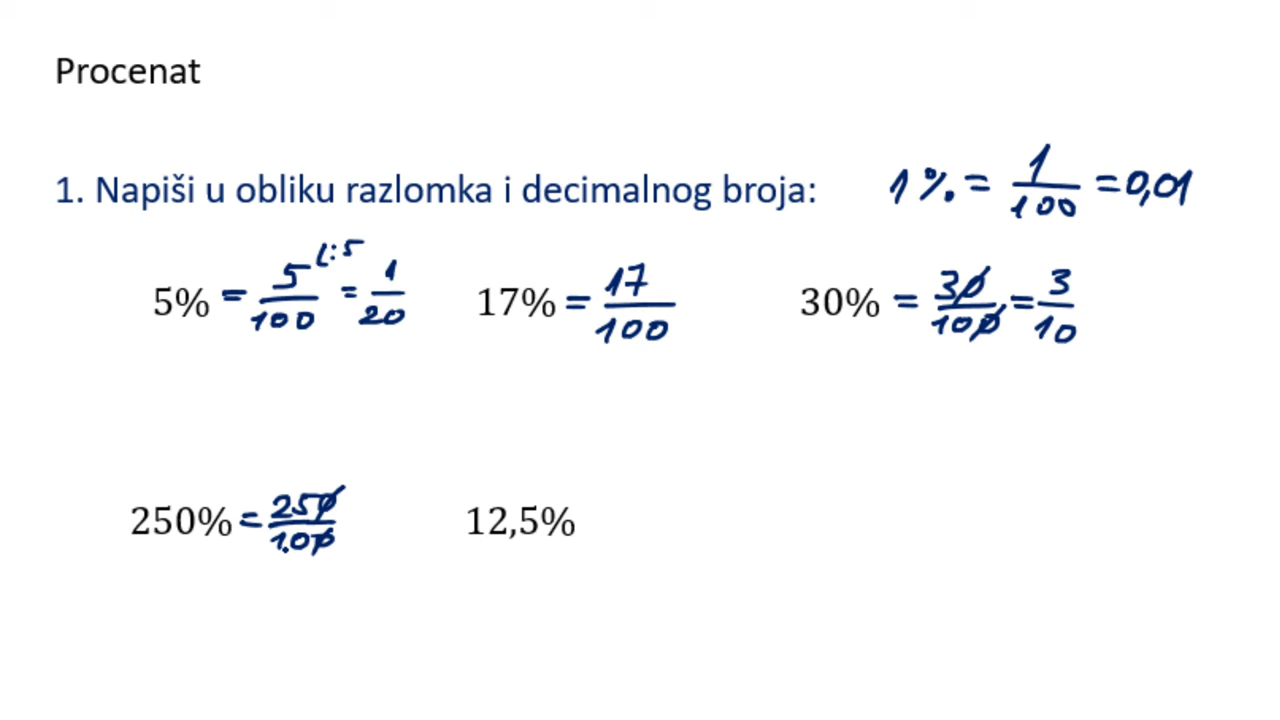 Procenat
1. Napiši u obliku razlomka i decimalnog broja: 1% = 1/100 = 0,01
5% = 5/100 (:5 = 1/20 17% = 17/100 30% = 30/100 = 3/10
250% = 250/100 12,5%